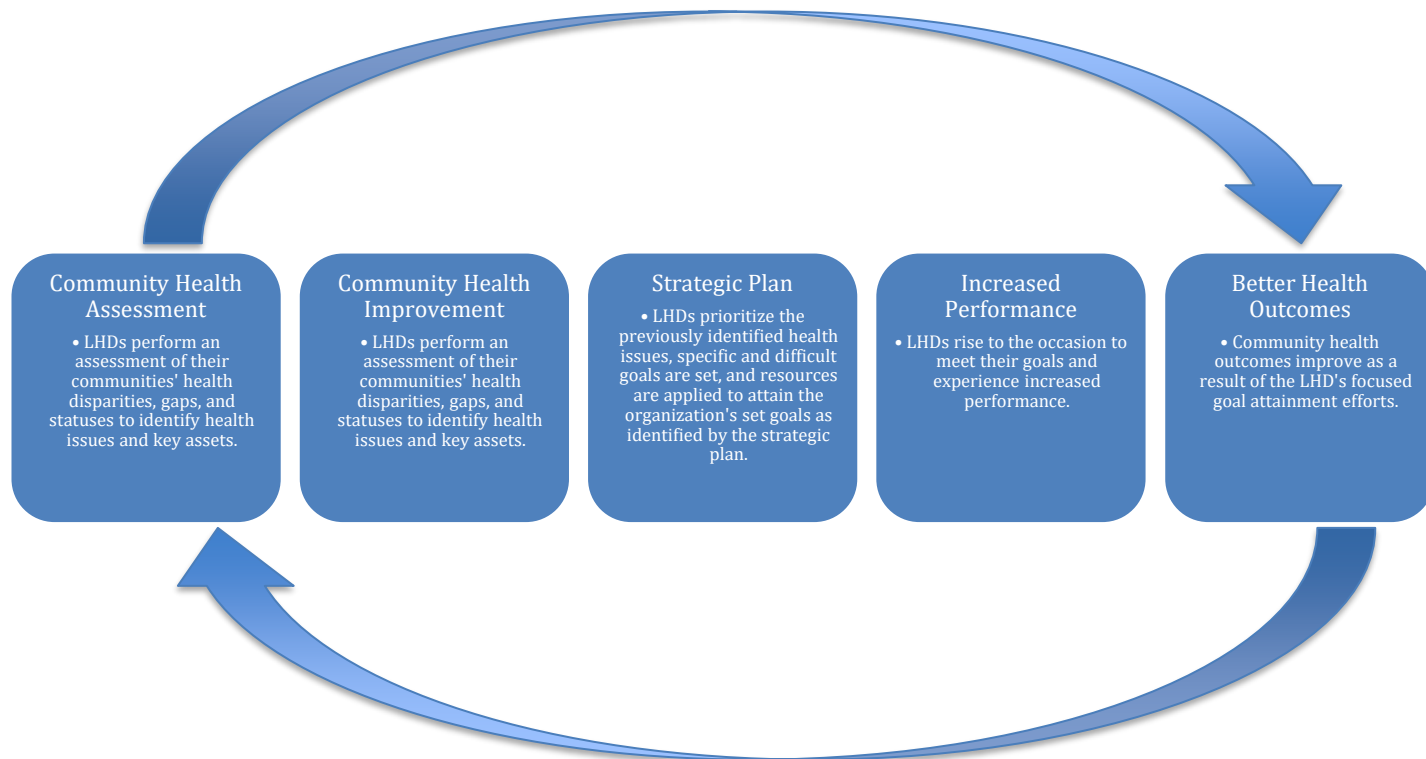 Community Health
Assessment
• LHDs perform an
assessment of their
communities' health
disparities, gaps, and
statuses to identify health
issues and key assets.
Community Health
Improvement
• LHDs perform an
assessment of their
communities' health
disparities, gaps, and
statuses to identify health
issues and key assets.
Strategic Plan
• LHDs prioritize the
previously identified health
issues, specific and difficult
goals are set, and resources
are applied to attain the
organization's set goals as
identified by the strategic
plan.
Increased
Performance
• LHDs rise to the occasion to
meet their goals and
experience increased
performance.
Better Health
Outcomes
• Community health
outcomes improve as a
result of the LHD's focused
goal attainment efforts.